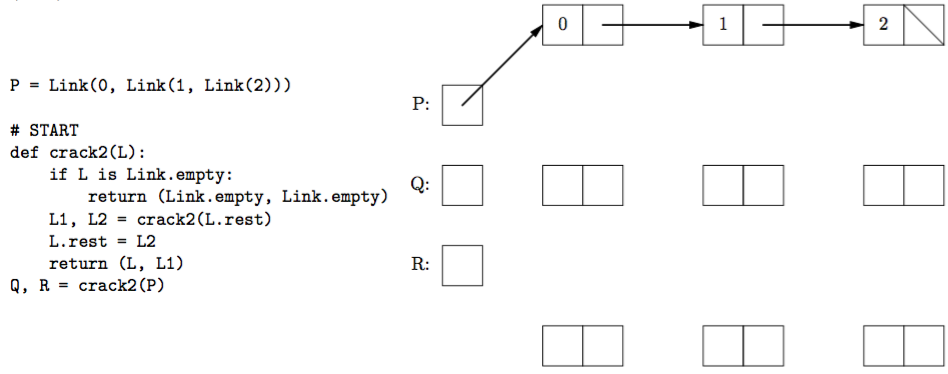 0 1 2
P = Link(0, Link(1, Link(2)))
P:
# START
def crack2(L):
    if L is Link.empty:
        return (Link.empty, Link.empty)
    L1, L2 = crack2(L.rest)
    L.rest = L2
    return (L, L1)
Q, R = crack2(P)
Q:
R: